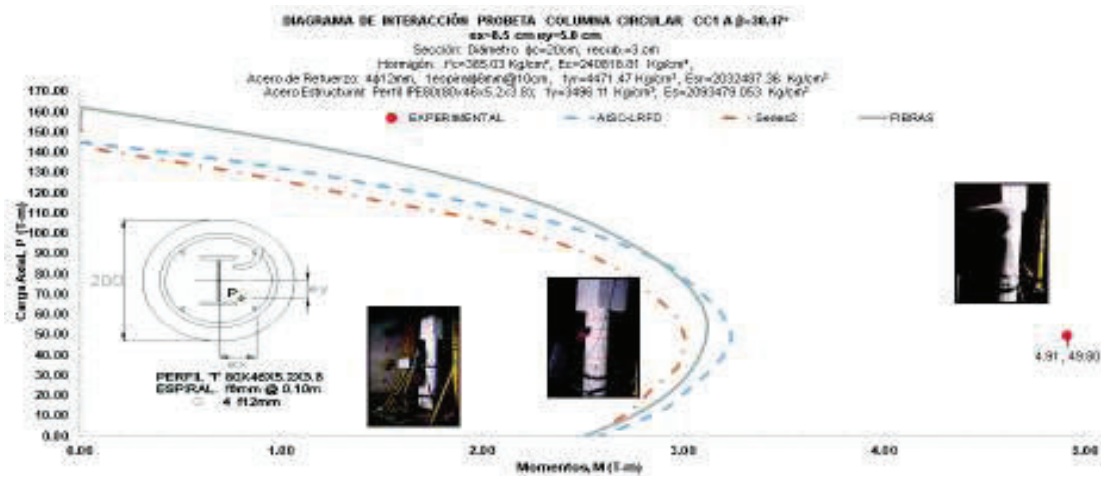 DIAGRAMA DE INTERACCIÓN PROBETA COLUMNA CIRCULAR CC1 A β=30.47°
ex=8.5 cm ey=5.0 cm
Sección: Diámetro ϕc=20cm, recub.=3 cm
Hormigón: f'c=385.03 Kg/cm², Ec=240818.81 Kg/cm²,
Acero de Refuerzo: 4ϕ12mm, 1espiralϕ8mm@10cm, fyr=4471.47 Kg/cm², Esr=2032487.36 Kg/cm²
Acero Estructural: Perfil IPE80(80x46x5.2x3.8), fy=3496.11 Kg/cm², Es=2093479.053 Kg/cm²
EXPERIMENTAL
AISC-LRFD
Series2
FIBRAS
Carga Axial, P (T-m)
170.00
160.00
150.00
140.00
130.00
120.00
110.00
100.00
90.00
80.00
70.00
60.00
50.00
40.00
30.00
20.00
10.00
0.00
200
P
ey
ex
PERFIL "I" 80X46X5.2X3.8
ESPIRAL @ 0.10m
4 f12mm
4.91, 49.80
0.00 1.00 2.00 3.00 4.00 5.00
Momentos, M (T-m)